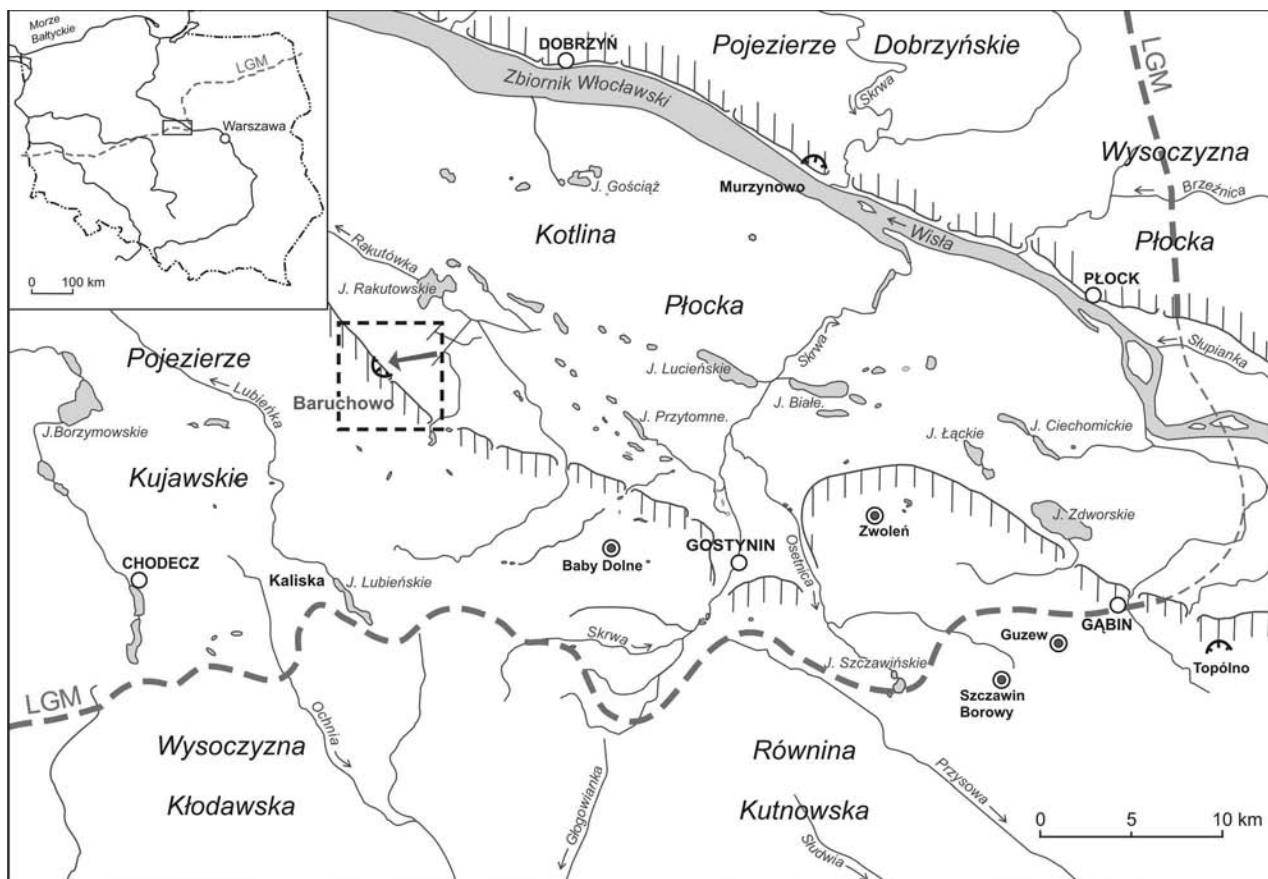 Morze
Bałtyckie
LGM
Warszawa
0 100 km
DOBRZYŃ
Pojezierze Dobrzyńskie
Zbiornik Włocławski
Skrwa
LGM
Wysoczyzna
Brzeźnica
Płocka
J. Gościąż
Murzynowo
Kotlina
Wisła
Rakutówka
J. Rakutowskie
Płocka
PŁOCK
Słupianka
Pojezierze
Lubieńka
Skrwa
J. Lucieńskie
J. Białe.
Baruchowo
J. Przytomne.
J.Borzymowskie
J. Łąckie
J. Ciechomickie
Kujawskie
J. Zdworskie
Zwoleń
GOSTYNIN
Osetnica
Baby Dolne
CHODECZ
Kaliska
J. Lubieńskie
GĄBIN
Skrwa
Guzew
Topólno
J. Szczawińskie
Szczawin
Borowy
LGM
Ochnia
Wysoczyzna
Kłodawska
Równina
Kutnowska
Przysowa
Głogowianka
Słudwia
0 5 10 km